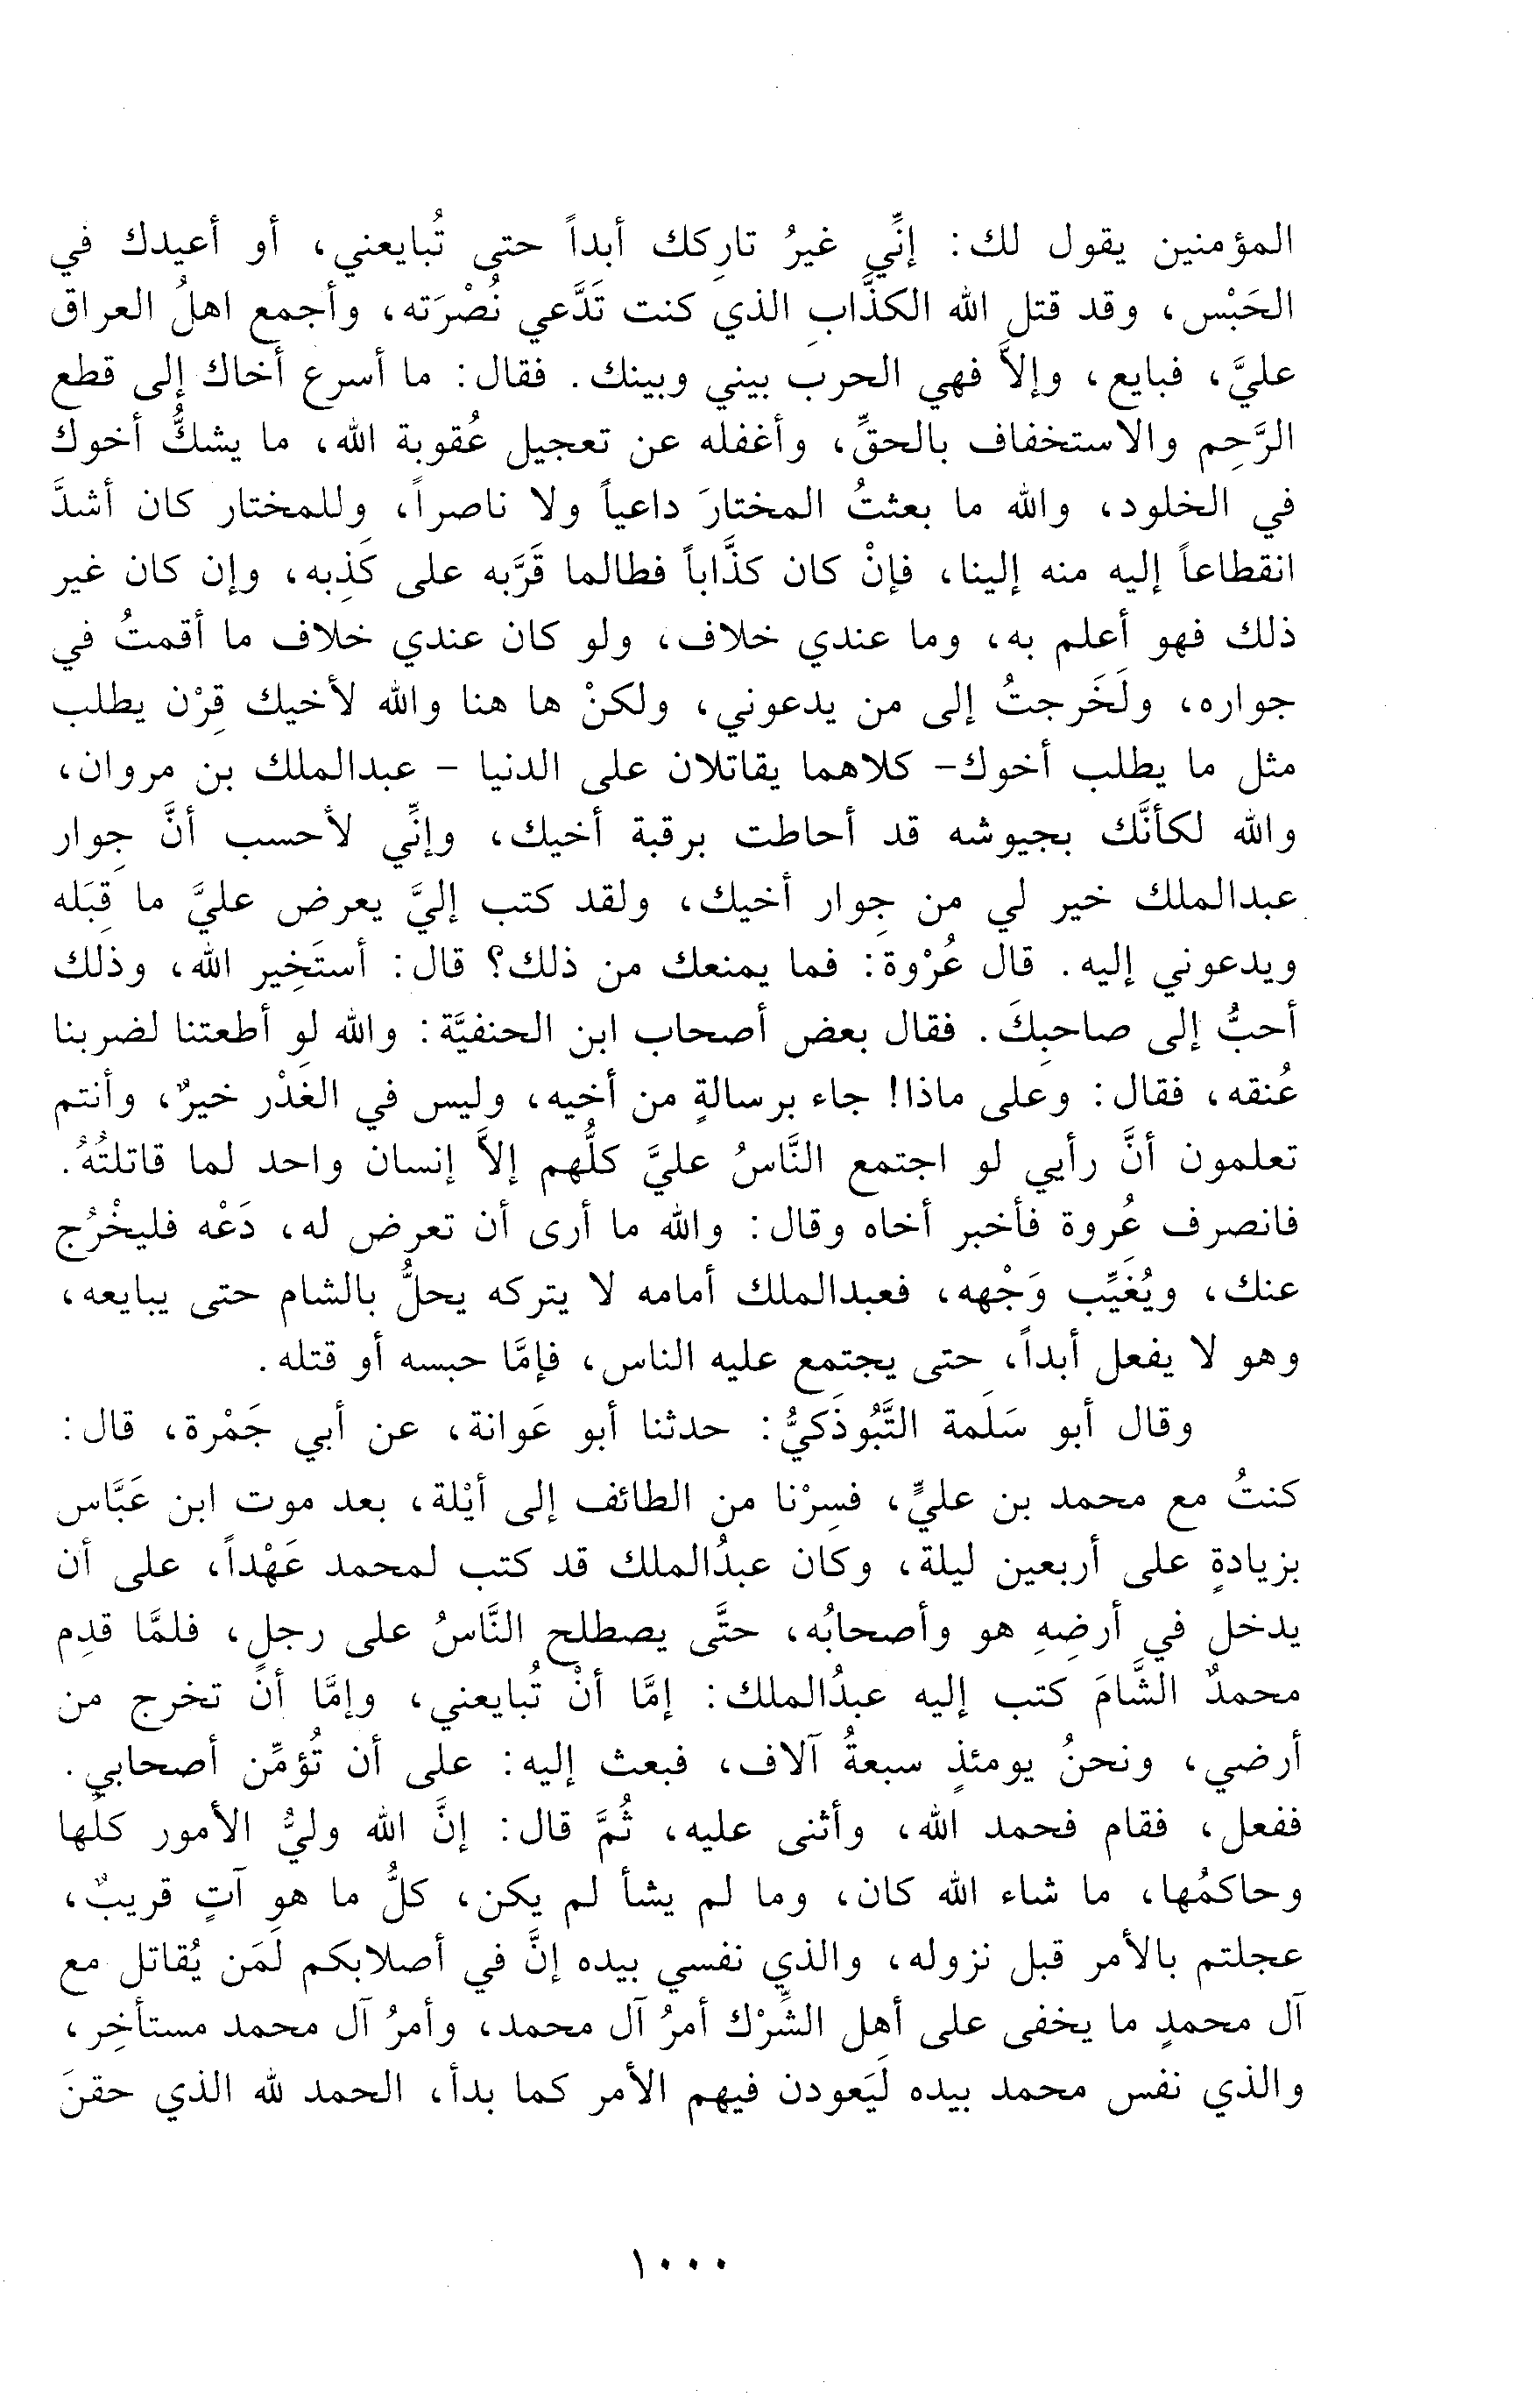 المؤمنين يقول لك: إنِّي غيرُ تارِكك أبداً حتى تُبايعني، أو أعيدك في
الحَبْس، وقد قتل الله الكذَّابِ الذي كنت تَدَّعي نُصْرَته، وأجمع اهلُ العراق
عليَّ، فبايع، وإلاَّ فهي الحرب بيني وبينك. فقال: ما أسرع أخاك إلى قطع
الرَّحِم والاستخفاف بالحقِّ، وأغفله عن تعجيل عُقوبة الله، ما يشكُّ أخوك
في الخلود، والله ما بعثتُ المختارَ داعياً ولا ناصراً، وللمختار كان أشدَّ
انقطاعاً إليه منه إلينا، فإنْ كان كذَّاباً فطالما قَرَّبه على كَذِبه، وإن كان غير
ذلك فهو أعلم به، وما عندي خلاف، ولو كان عندي خلاف ما أقمتُ في
جواره، ولَخَرجتُ إلى من يدعوني، ولكنْ ها هنا والله لأخيك قِرْن يطلب
مثل ما يطلب أخوك- كلاهما يقاتلان على الدنيا - عبدالملك بن مروان،
والله لكأنَّك بجيوشه قد أحاطت برقبة أخيك، وإنِّي لأحسب أنَّ جِوار
عبدالملك خير لي من جِوار أخيك، ولقد كتب إليَّ يعرض عليَّ ما قِبَله
ويدعوني إليه. قال عُرْوة: فما يمنعك من ذلك؟ قال: أستَخِير الله، وذلك
أحبُّ إلى صاحبِكَ. فقال بعض أصحاب ابن الحنفيَّة: والله لو أطعتنا لضربنا
عُنقه، فقال: وعلى ماذا! جاء برسالةٍ من أخيه، وليس في الغَدْر خيرٌ، وأنتم
تعلمون أنَّ رأيي لو اجتمع النَّاسُ عليَّ كلُّهم إلاَّ إنسان واحد لما قاتلتُهُ.
فانصرف عُروة فأخبر أخاه وقال: والله ما أرى أن تعرض له، دَعْه فليخْرُج
عنك، ويُغَيِّب وَجْهه، فعبدالملك أمامه لا يتركه يحلُّ بالشام حتى يبايعه،
وهو لا يفعل أبداً، حتى يجتمع عليه الناس، فإمَّا حبسه أو قتله.
وقال أبو سَلَمة التَّبُوذَكيُّ: حدثنا أبو عَوانة، عن أبي جَمْرة، قال:
كنتُ مع محمد بن عليٍّ، فسِرْنا من الطائف إلى أيْلة، بعد موت ابن عَبَّاس
بزيادةٍ على أربعين ليلة، وكان عبدُالملك قد كتب لمحمد عَهْداً، على أن
يدخل في أرضِهِ هو وأصحابُه، حتَّى يصطلح النَّاسُ على رجلٍ، فلمَّا قدِم
محمدٌ الشَّامَ كتب إليه عبدُالملك: إمَّا أنْ تُبايعني، وإمَّا أنْ تخرج من
أرضي، ونحنُ يومئذٍ سبعةُ آلاف، فبعث إليه: على أن تُؤمِّن أصحابي.
ففعل، فقام فحمد الله، وأثنى عليه، ثُمَّ قال: إنَّ الله وليُّ الأمور كلِّها
وحاكمُها، ما شاء الله كان، وما لم يشأ لم يكن، كلُّ ما هو آتٍ قريبٌ،
عجلتم بالأمر قبل نزوله، والذي نفسي بيده إنَّ في أصلابكم لَمَن يُقاتل مع
آل محمدٍ ما يخفى على أهل الشِّرْك أمرُ آل محمد، وأمرُ آل محمد مستأخِر،
والذي نفس محمد بيده لَيَعودن فيهم الأمر كما بدأ، الحمد لله الذي حقنَ
١٠٠٠